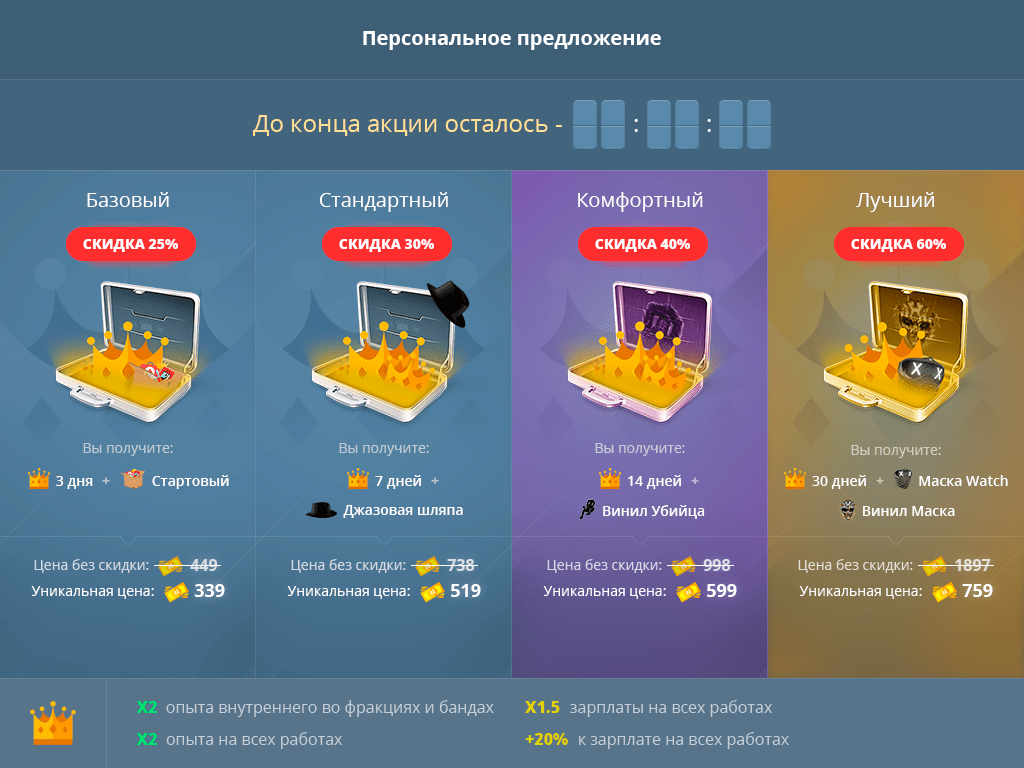 Персональное предложение
До конца акции осталось - : :
Базовый
СКИДКА 25%
Вы получите:
3 дня + Стартовый
Цена без скидки: 449
Уникальная цена: 339
Стандартный
СКИДКА 30%
Вы получите:
7 дней +
Джазовая шляпа
Цена без скидки: 738
Уникальная цена: 519
Комфортный
СКИДКА 40%
Вы получите:
14 дней +
Винил Убийца
Цена без скидки: 998
Уникальная цена: 599
Лучший
СКИДКА 60%
Вы получите:
30 дней + Маска Watch
Винил Маска
Цена без скидки: 1897
Уникальная цена: 759
X2 опыта внутреннего во фракциях и бандах
X2 опыта на всех работах
X1.5 зарплаты на всех работах
+20% к зарплате на всех работах